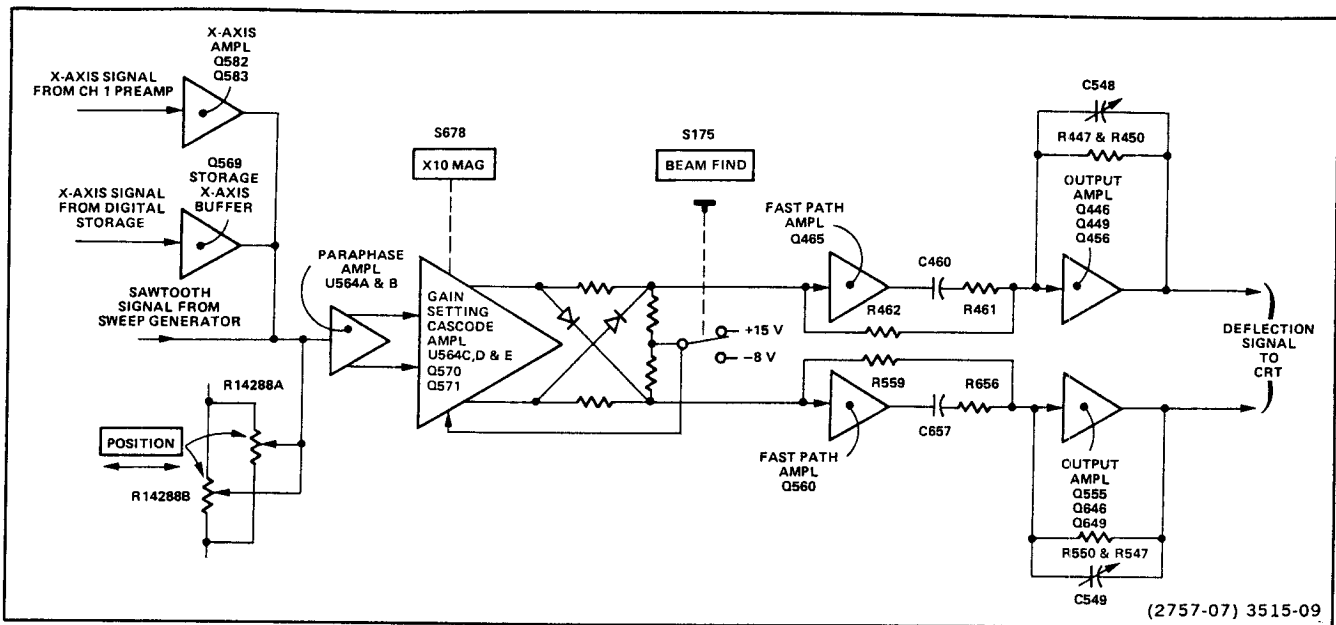 X-AXIS
AMPL
Q582
Q583
X-AXIS SIGNAL
FROM CH 1 PREAMP
Q569
STORAGE
X-AXIS
BUFFER
X-AXIS SIGNAL
FROM DIGITAL
STORAGE
SAWTOOTH
SIGNAL FROM
SWEEP GENERATOR
R14288A
POSITION
R14288B
PARAPHASE
AMPL
U564A & B
S678
X10 MAG
GAIN
SETTING
CASCODE
AMPL
U564C, D & E
Q570
Q571
S175
BEAM FIND
+15 V
-8 V
FAST PATH
AMPL
Q465
C460
R462
R461
R559
R656
C657
FAST PATH
AMPL
Q560
C548
R447 & R450
OUTPUT
AMPL
Q446
Q449
Q456
OUTPUT
AMPL
Q555
Q646
Q649
R550 & R547
C549
DEFLECTION
SIGNAL
TO
CRT
(2757-07) 3515-09